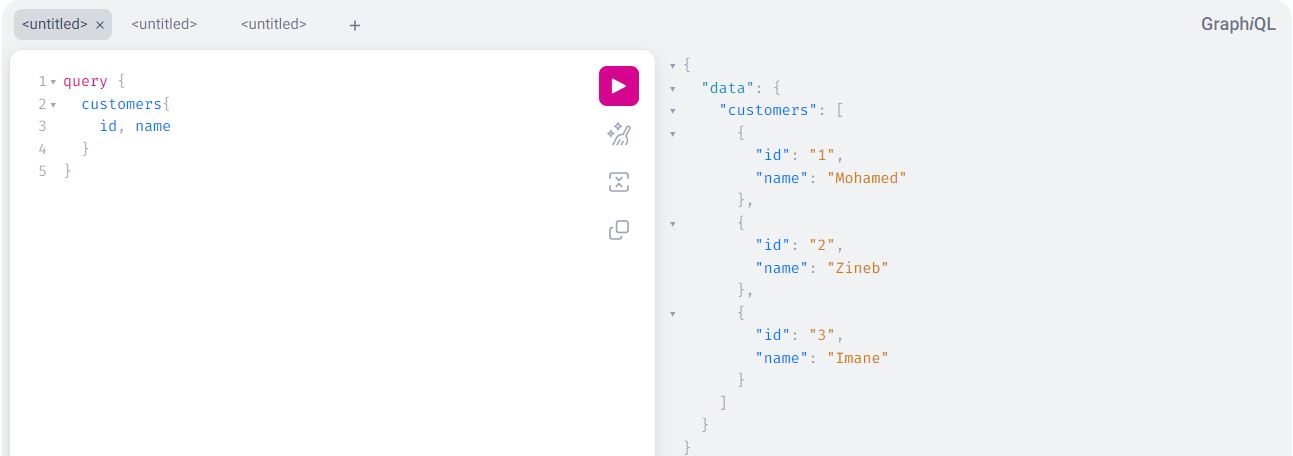 <untitled> × <untitled> <untitled> + GraphiQL
1 query {
2 customers{
3 id, name
4 }
5 }
{
"data": {
"customers": [
{
"id": "1",
"name": "Mohamed"
},
{
"id": "2",
"name": "Zineb"
},
{
"id": "3",
"name": "Imane"
}
]
}
}